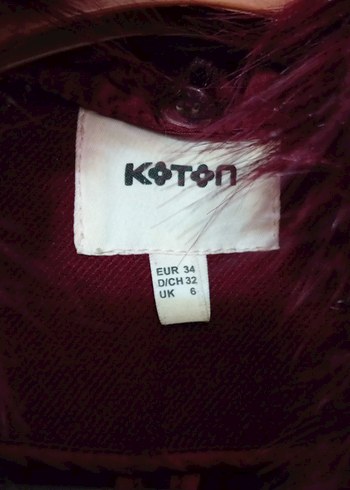 KOTON
EUR 34
D/CH 32
UK 6